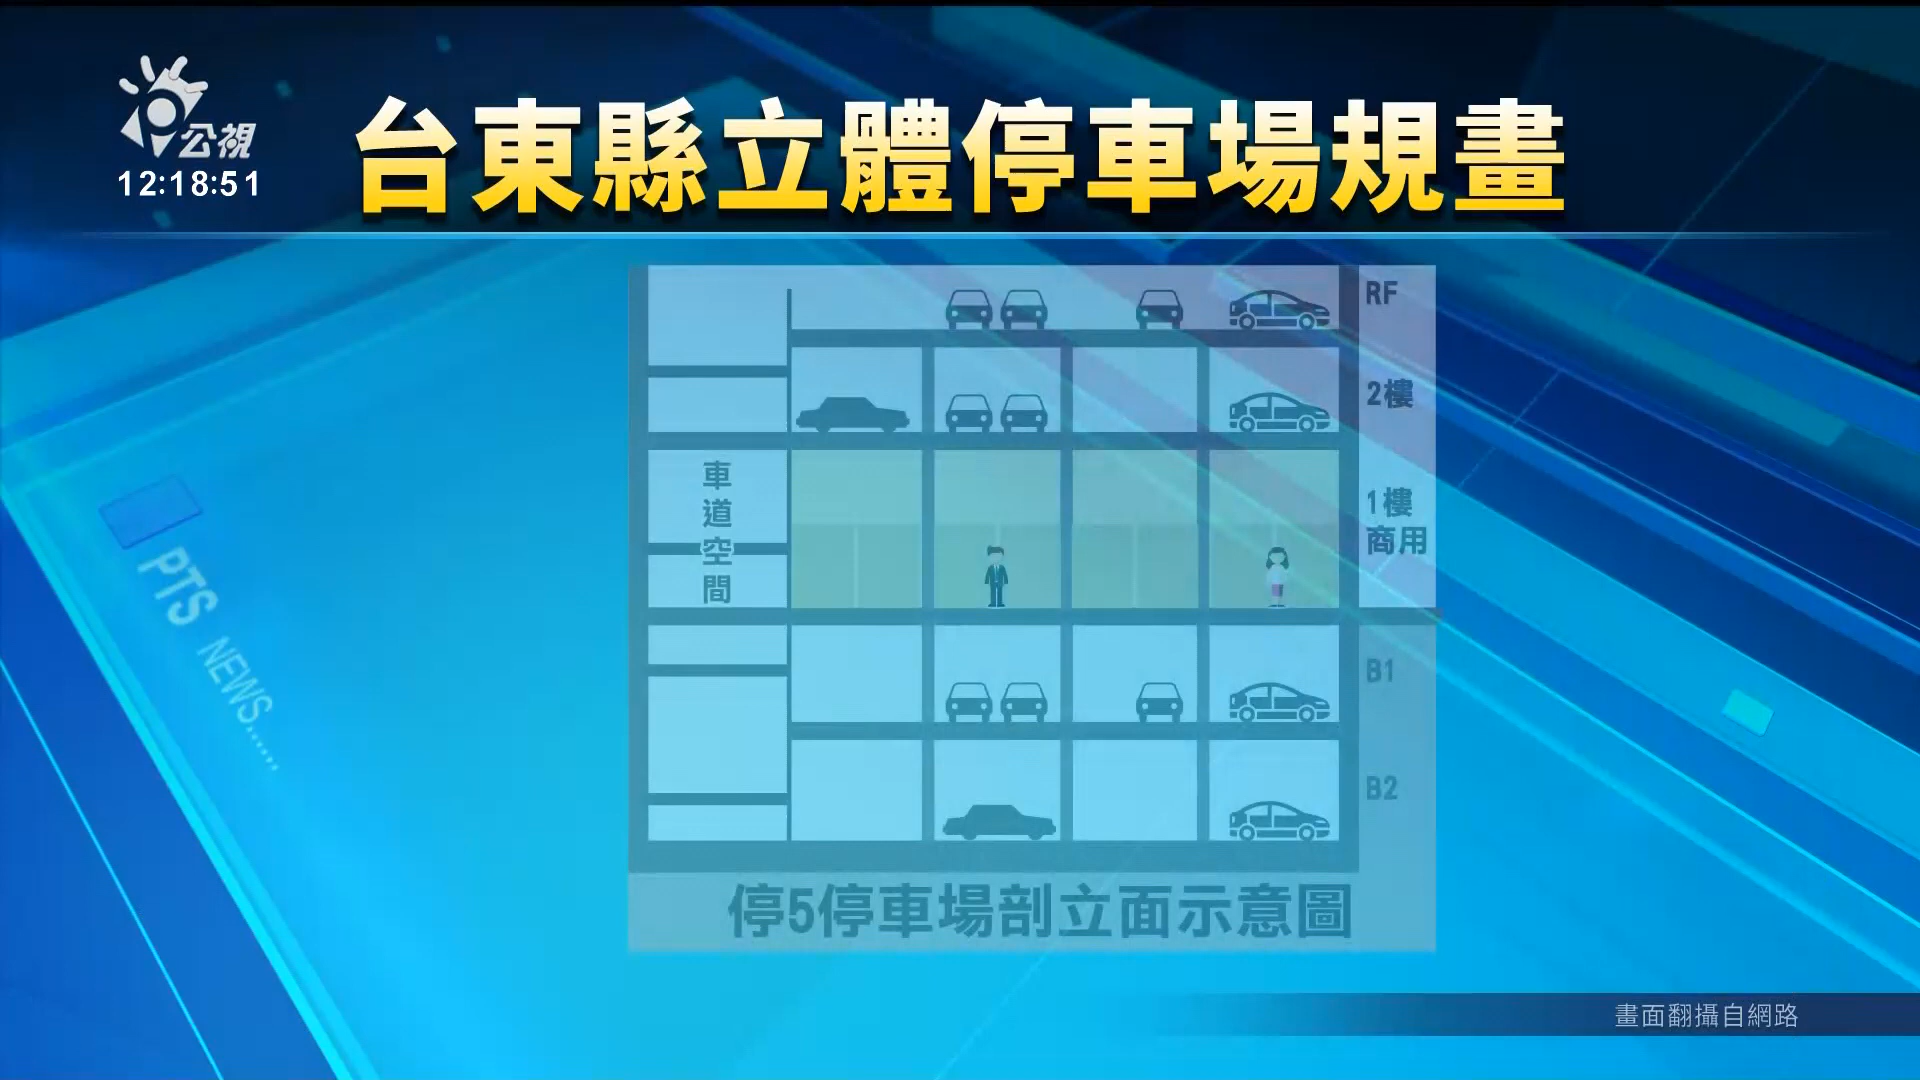 公視
12:18:51
台東縣立體停車場規畫
RF
2樓
車道空間
1樓
商用
B1
B2
停5停車場剖立面示意圖
PTS NEWS......
畫面翻攝自網路